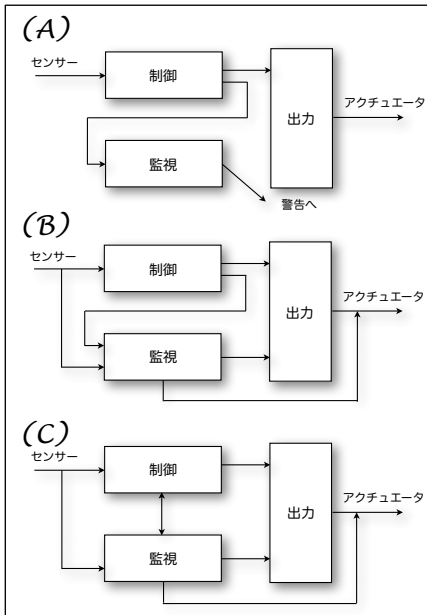 (A)
センサー
制御
アクチュエータ
出力
監視
警告へ
(B)
センサー
制御
アクチュエータ
出力
監視
(C)
センサー
制御
アクチュエータ
出力
監視